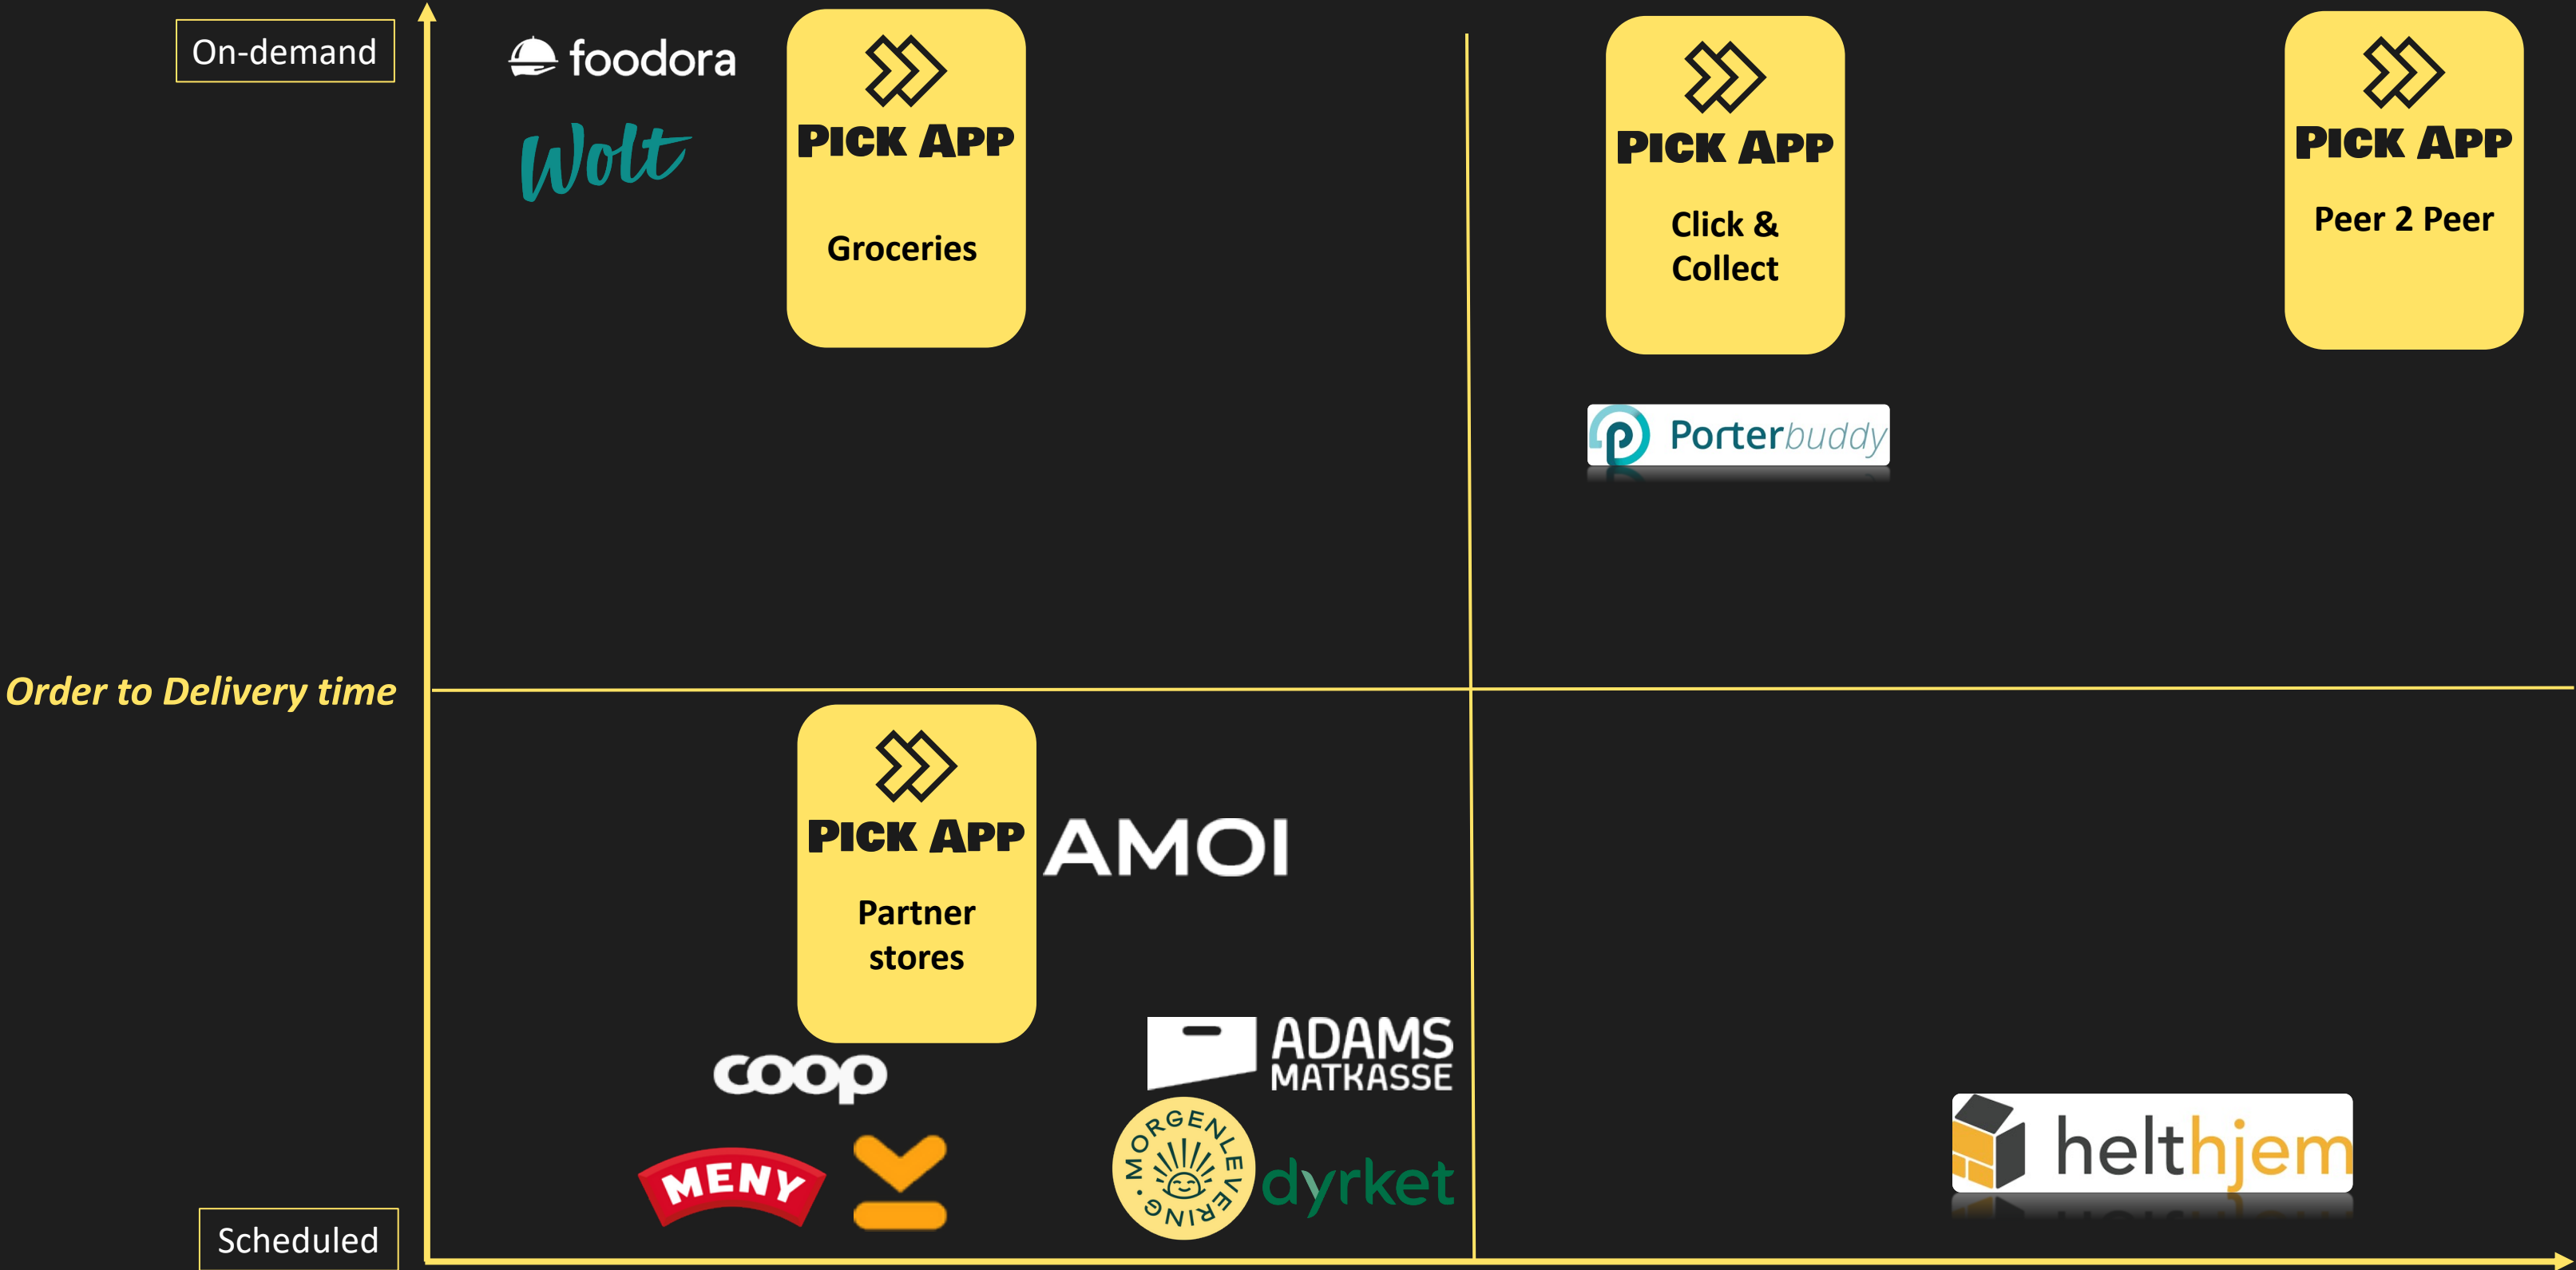 On-demand
foodora
Wolt
PICK APP
Groceries
PICK APP
Click &
Collect
PICK APP
Peer 2 Peer
Porterbuddy
Order to Delivery time
PICK APP
Partner
stores
AMOI
coop
ADAMS
MATKASSE
MENY
MORGENLEVERING
dyrket
helthjem
Scheduled